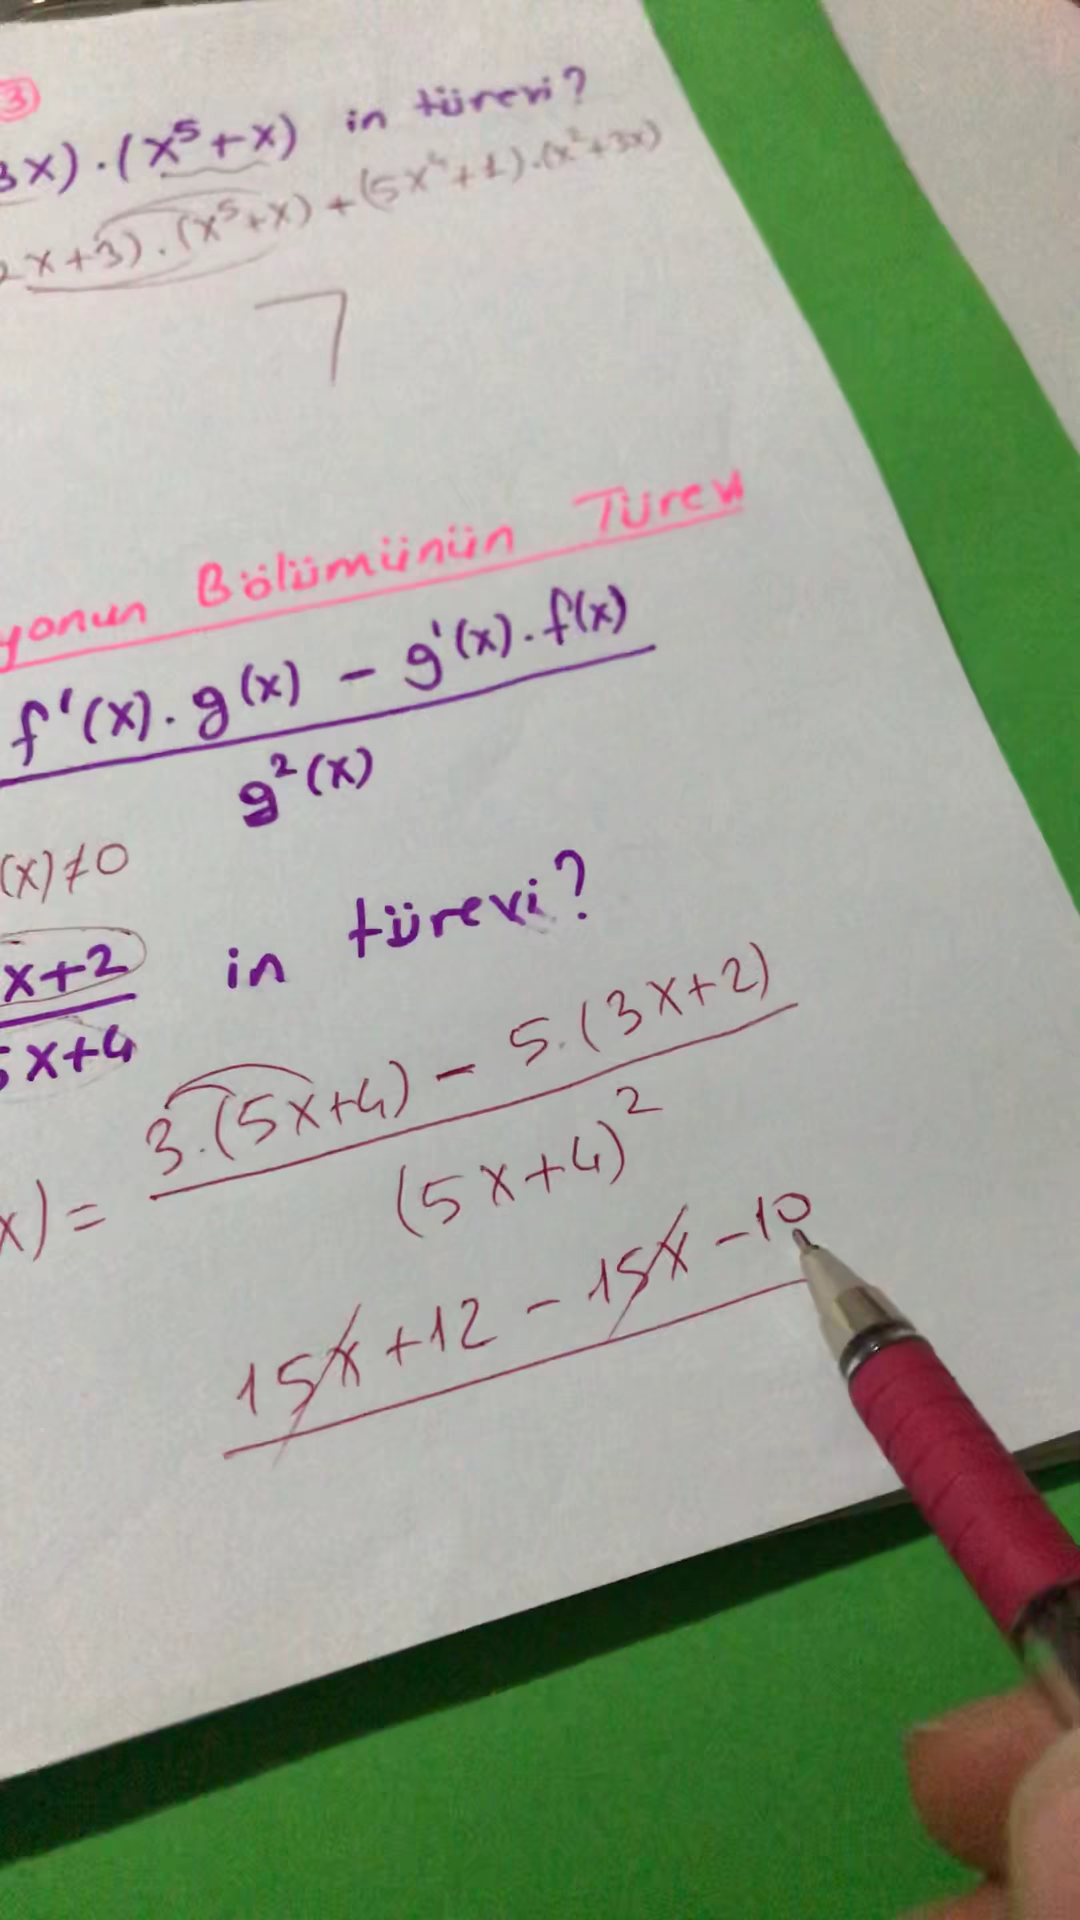 3
3x).(x⁵+x) in türevi?
2x+3).(x⁵+x)+(5x⁴+1).(x²+3x)
yonun Bölümünün Türevi
f'(x).g(x) - g'(x).f(x)
g²(x)
(x)≠0
x+2 in türevi?
5x+4
3.(5x+4) - 5.(3x+2)
x) =
(5x+4)²
15x+12 - 15x - 10